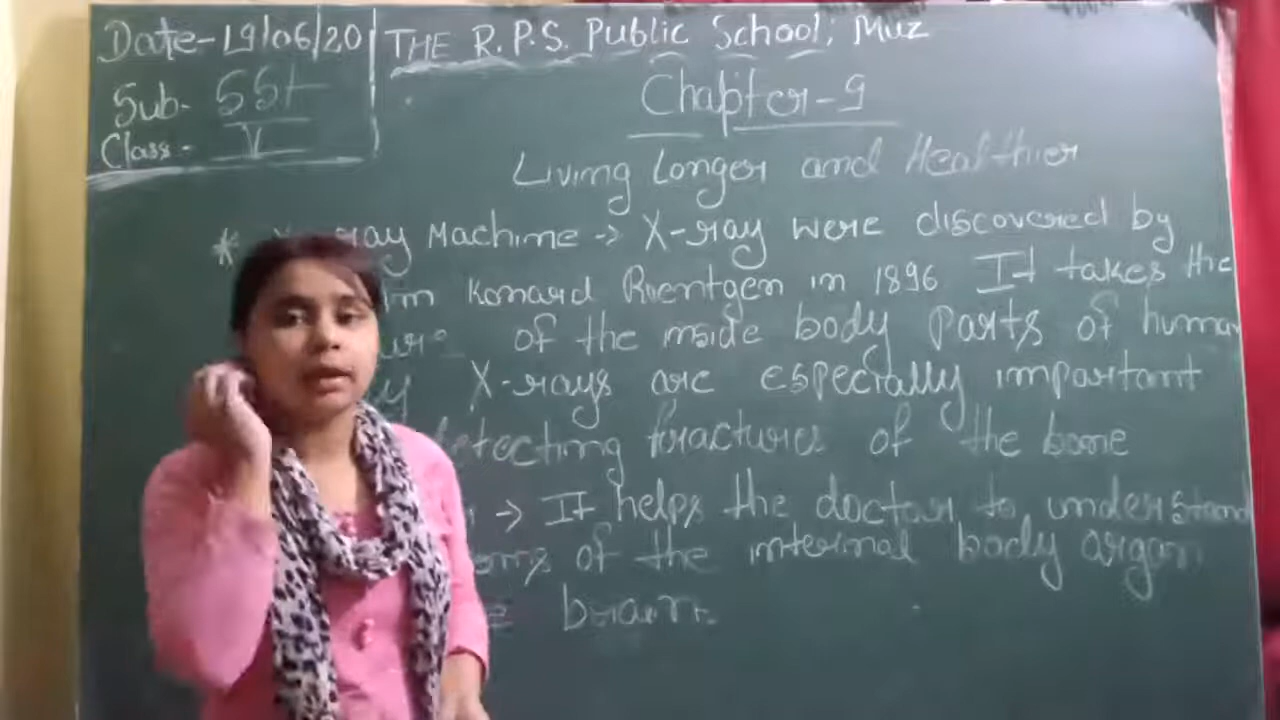 Date-19/06/20
THE R.P.S. Public School, Muz
Sub- SSt
Class- V
Chapter-9
Living Longer and Healthier
* X-ray Machine -> X-ray were discovered by
Konard Roentgen in 1896 It takes the
of the inside body parts of human
X-rays are especially important
detecting fractures of the bone
-> It helps the doctor to understand
of the internal body organ
brain.